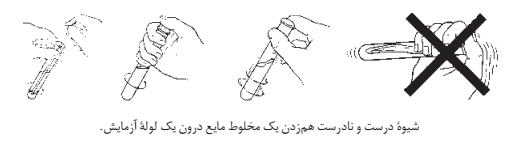 شیوهٔ درست و نادرست هم‌زدن یک مخلوط مایع درون یک لولهٔ آزمایش.